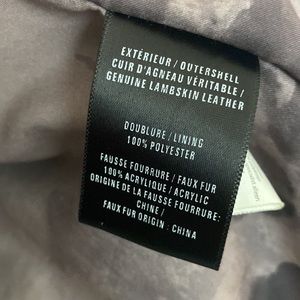 EXTÉRIEUR / OUTERSHELL
CUIR D'AGNEAU VÉRITABLE /
GENUINE LAMBSKIN LEATHER
DOUBLURE / LINING
100% POLYESTER
FAUSSE FOURRURE / FAUX FUR
100% ACRYLIQUE / ACRYLIC
ORIGINE DE LA FAUSSE FOURRURE:
CHINE /
FAUX FUR ORIGIN : CHINA